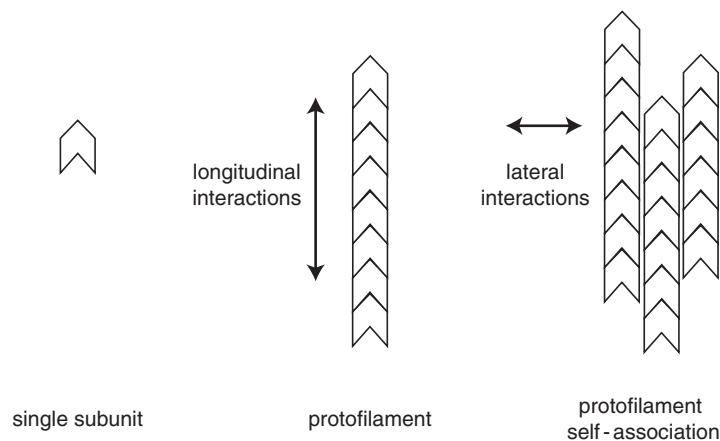 longitudinal
interactions
lateral
interactions
single subunit
protofilament
protofilament
self-association